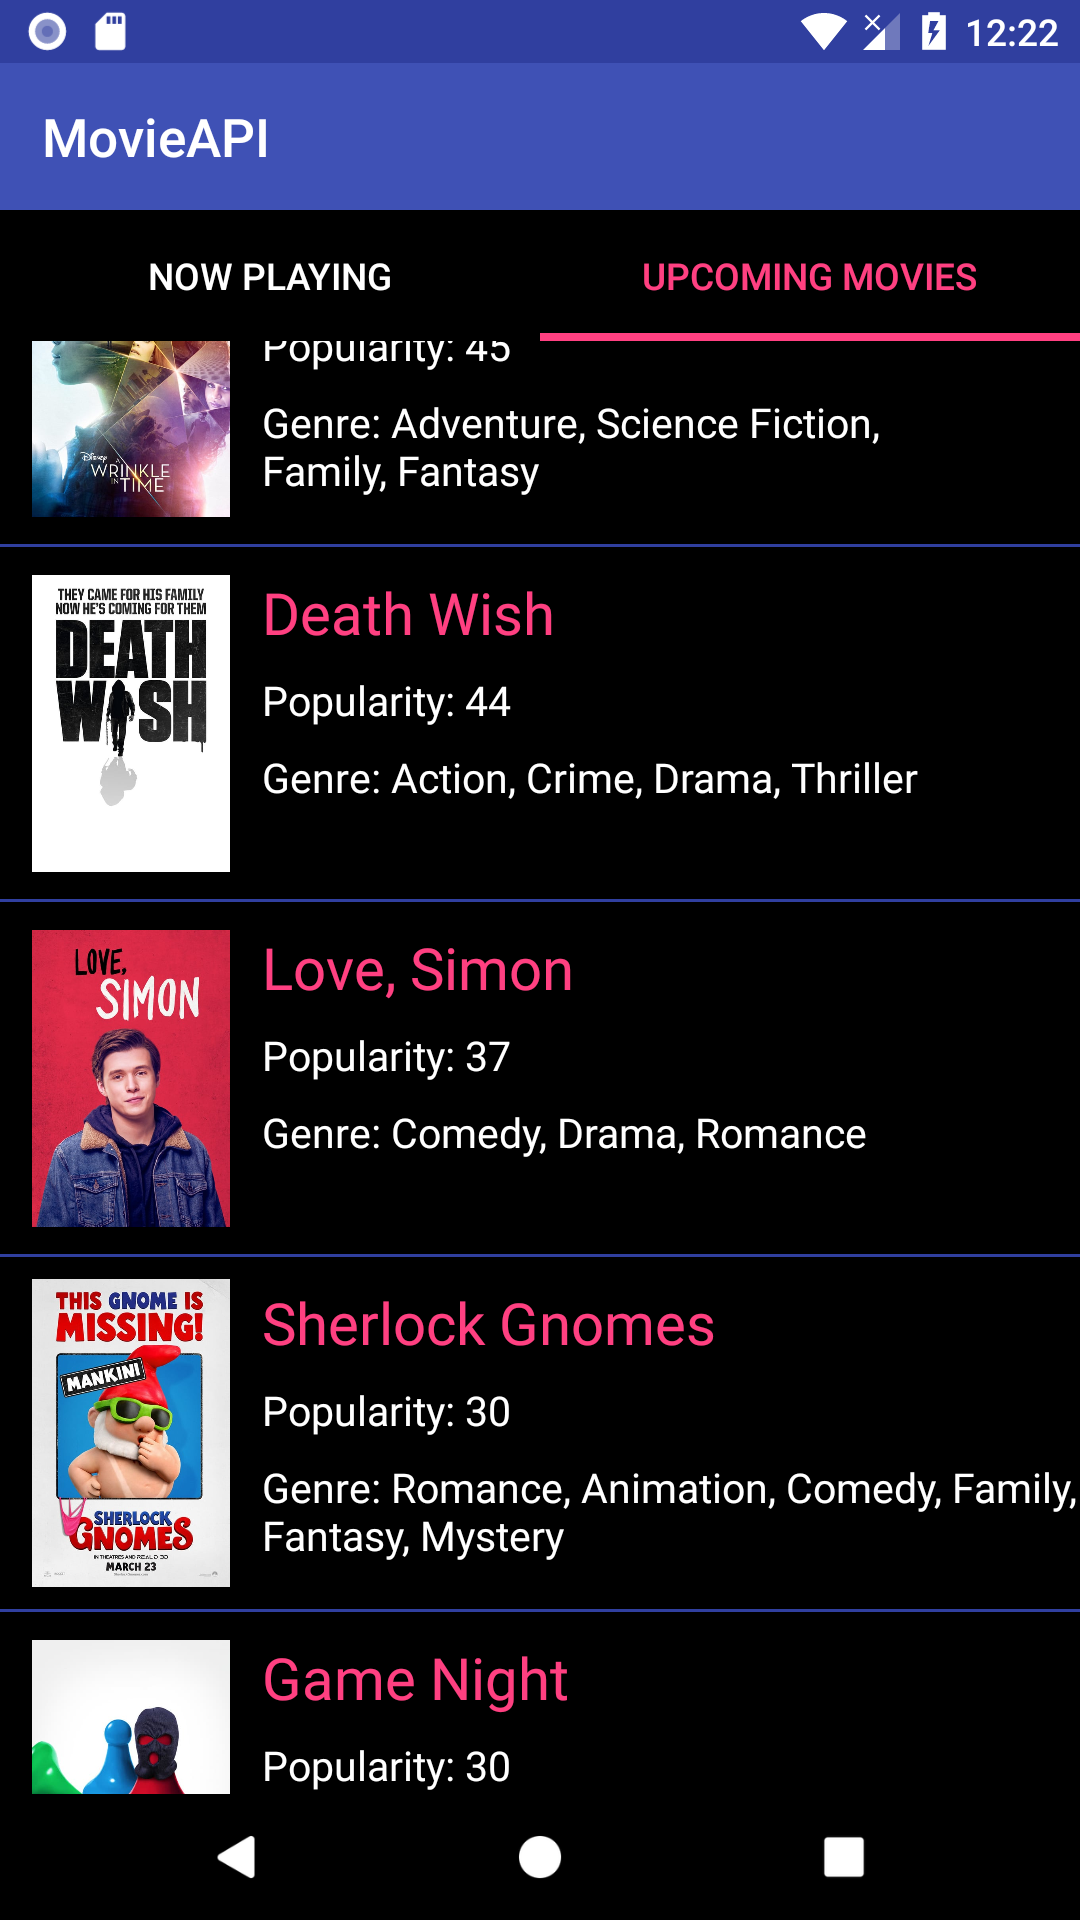 12:22
MovieAPI
NOW PLAYING
UPCOMING MOVIES
Popularity: 45
Genre: Adventure, Science Fiction,
Family, Fantasy
Disney
A WRINKLE
IN TIME
THEY CAME FOR HIS FAMILY
NOW HE'S COMING FOR THEM
DEATH
WISH
Death Wish
Popularity: 44
Genre: Action, Crime, Drama, Thriller
LOVE,
SIMON
Love, Simon
Popularity: 37
Genre: Comedy, Drama, Romance
THIS GNOME IS
MISSING!
MANKINI
SHERLOCK
GNOMES
IN THEATRES AND REAL D 3D
MARCH 23
Sherlock Gnomes
Popularity: 30
Genre: Romance, Animation, Comedy, Family,
Fantasy, Mystery
Game Night
Popularity: 30